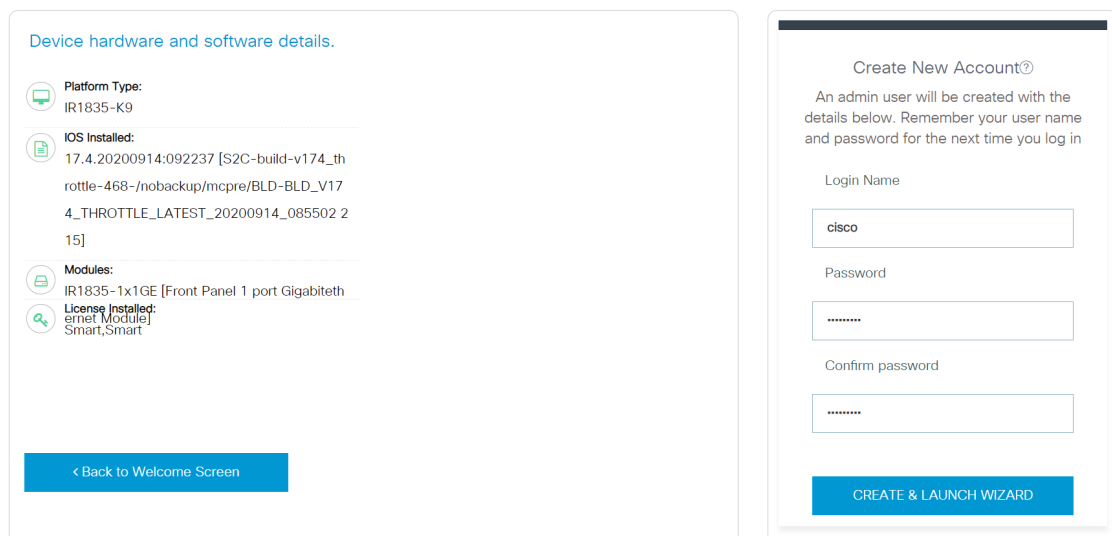 Device hardware and software details.
Platform Type:
IR1835-K9
IOS Installed:
17.4.20200914:092237 [S2C-build-v174_th
rottle-468-/nobackup/mcpre/BLD-BLD_V17
4_THROTTLE_LATEST_20200914_085502 2
15]
Modules:
IR1835-1x1GE [Front Panel 1 port Gigabiteth
ernet Module]
License Installed:
Smart,Smart
< Back to Welcome Screen
Create New Account?
An admin user will be created with the
details below. Remember your user name
and password for the next time you log in
Login Name
cisco
Password
•••••••••
Confirm password
•••••••••
CREATE & LAUNCH WIZARD